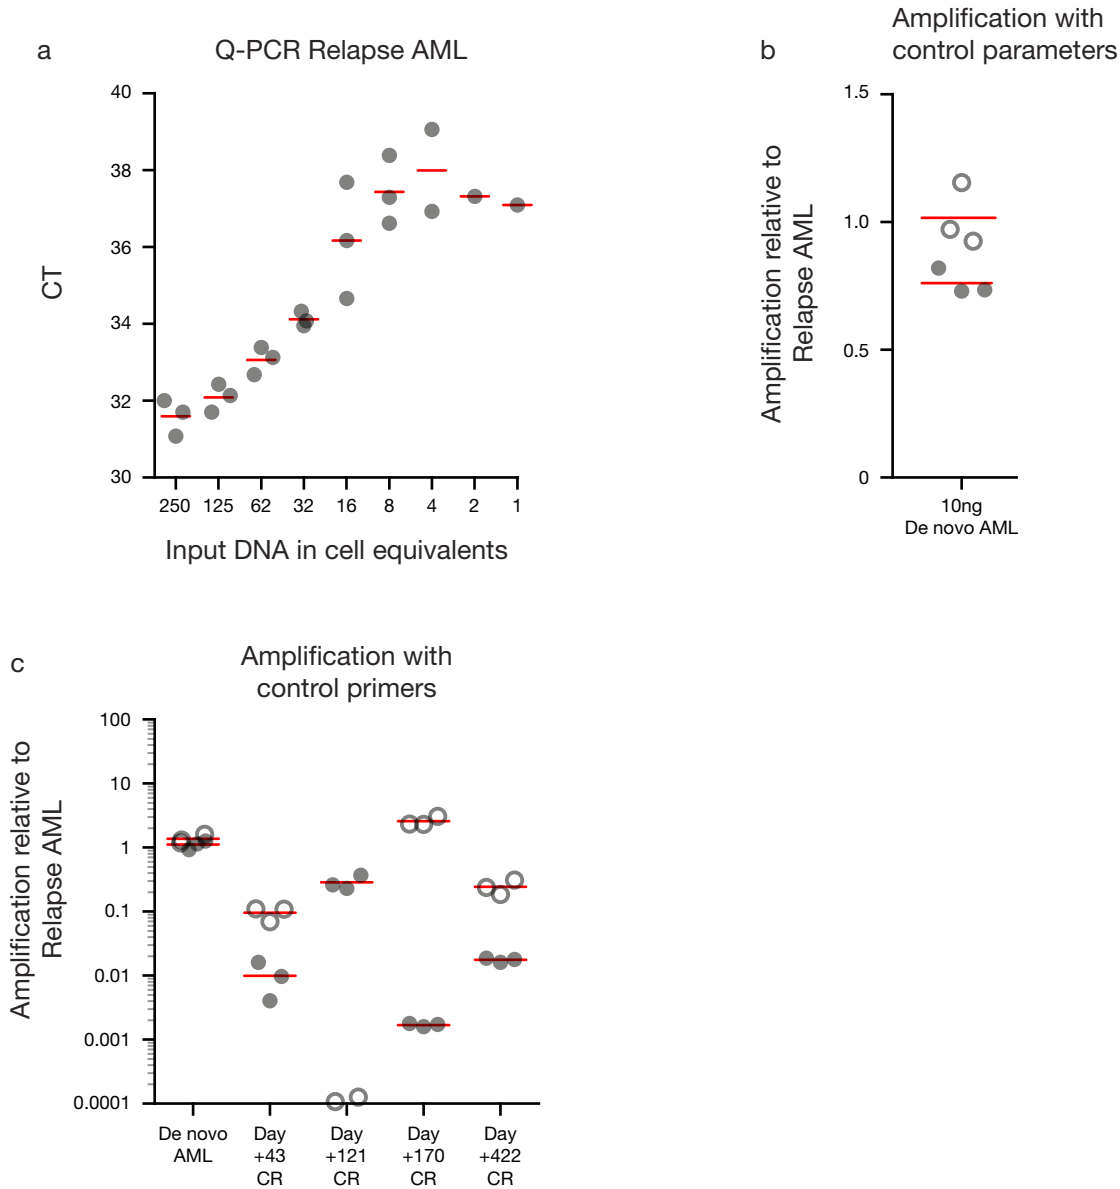 a
Q-PCR Relapse AML
CT
40
38
36
34
32
30
250 125 62 32 16 8 4 2 1
Input DNA in cell equivalents
b
Amplification with
control parameters
Amplification relative to
Relapse AML
1.5
1.0
0.5
0
10ng
De novo AML
c
Amplification with
control primers
Amplification relative to
Relapse AML
100
10
1
0.1
0.01
0.001
0.0001
De novo
AML
Day
+43
CR
Day
+121
CR
Day
+170
CR
Day
+422
CR